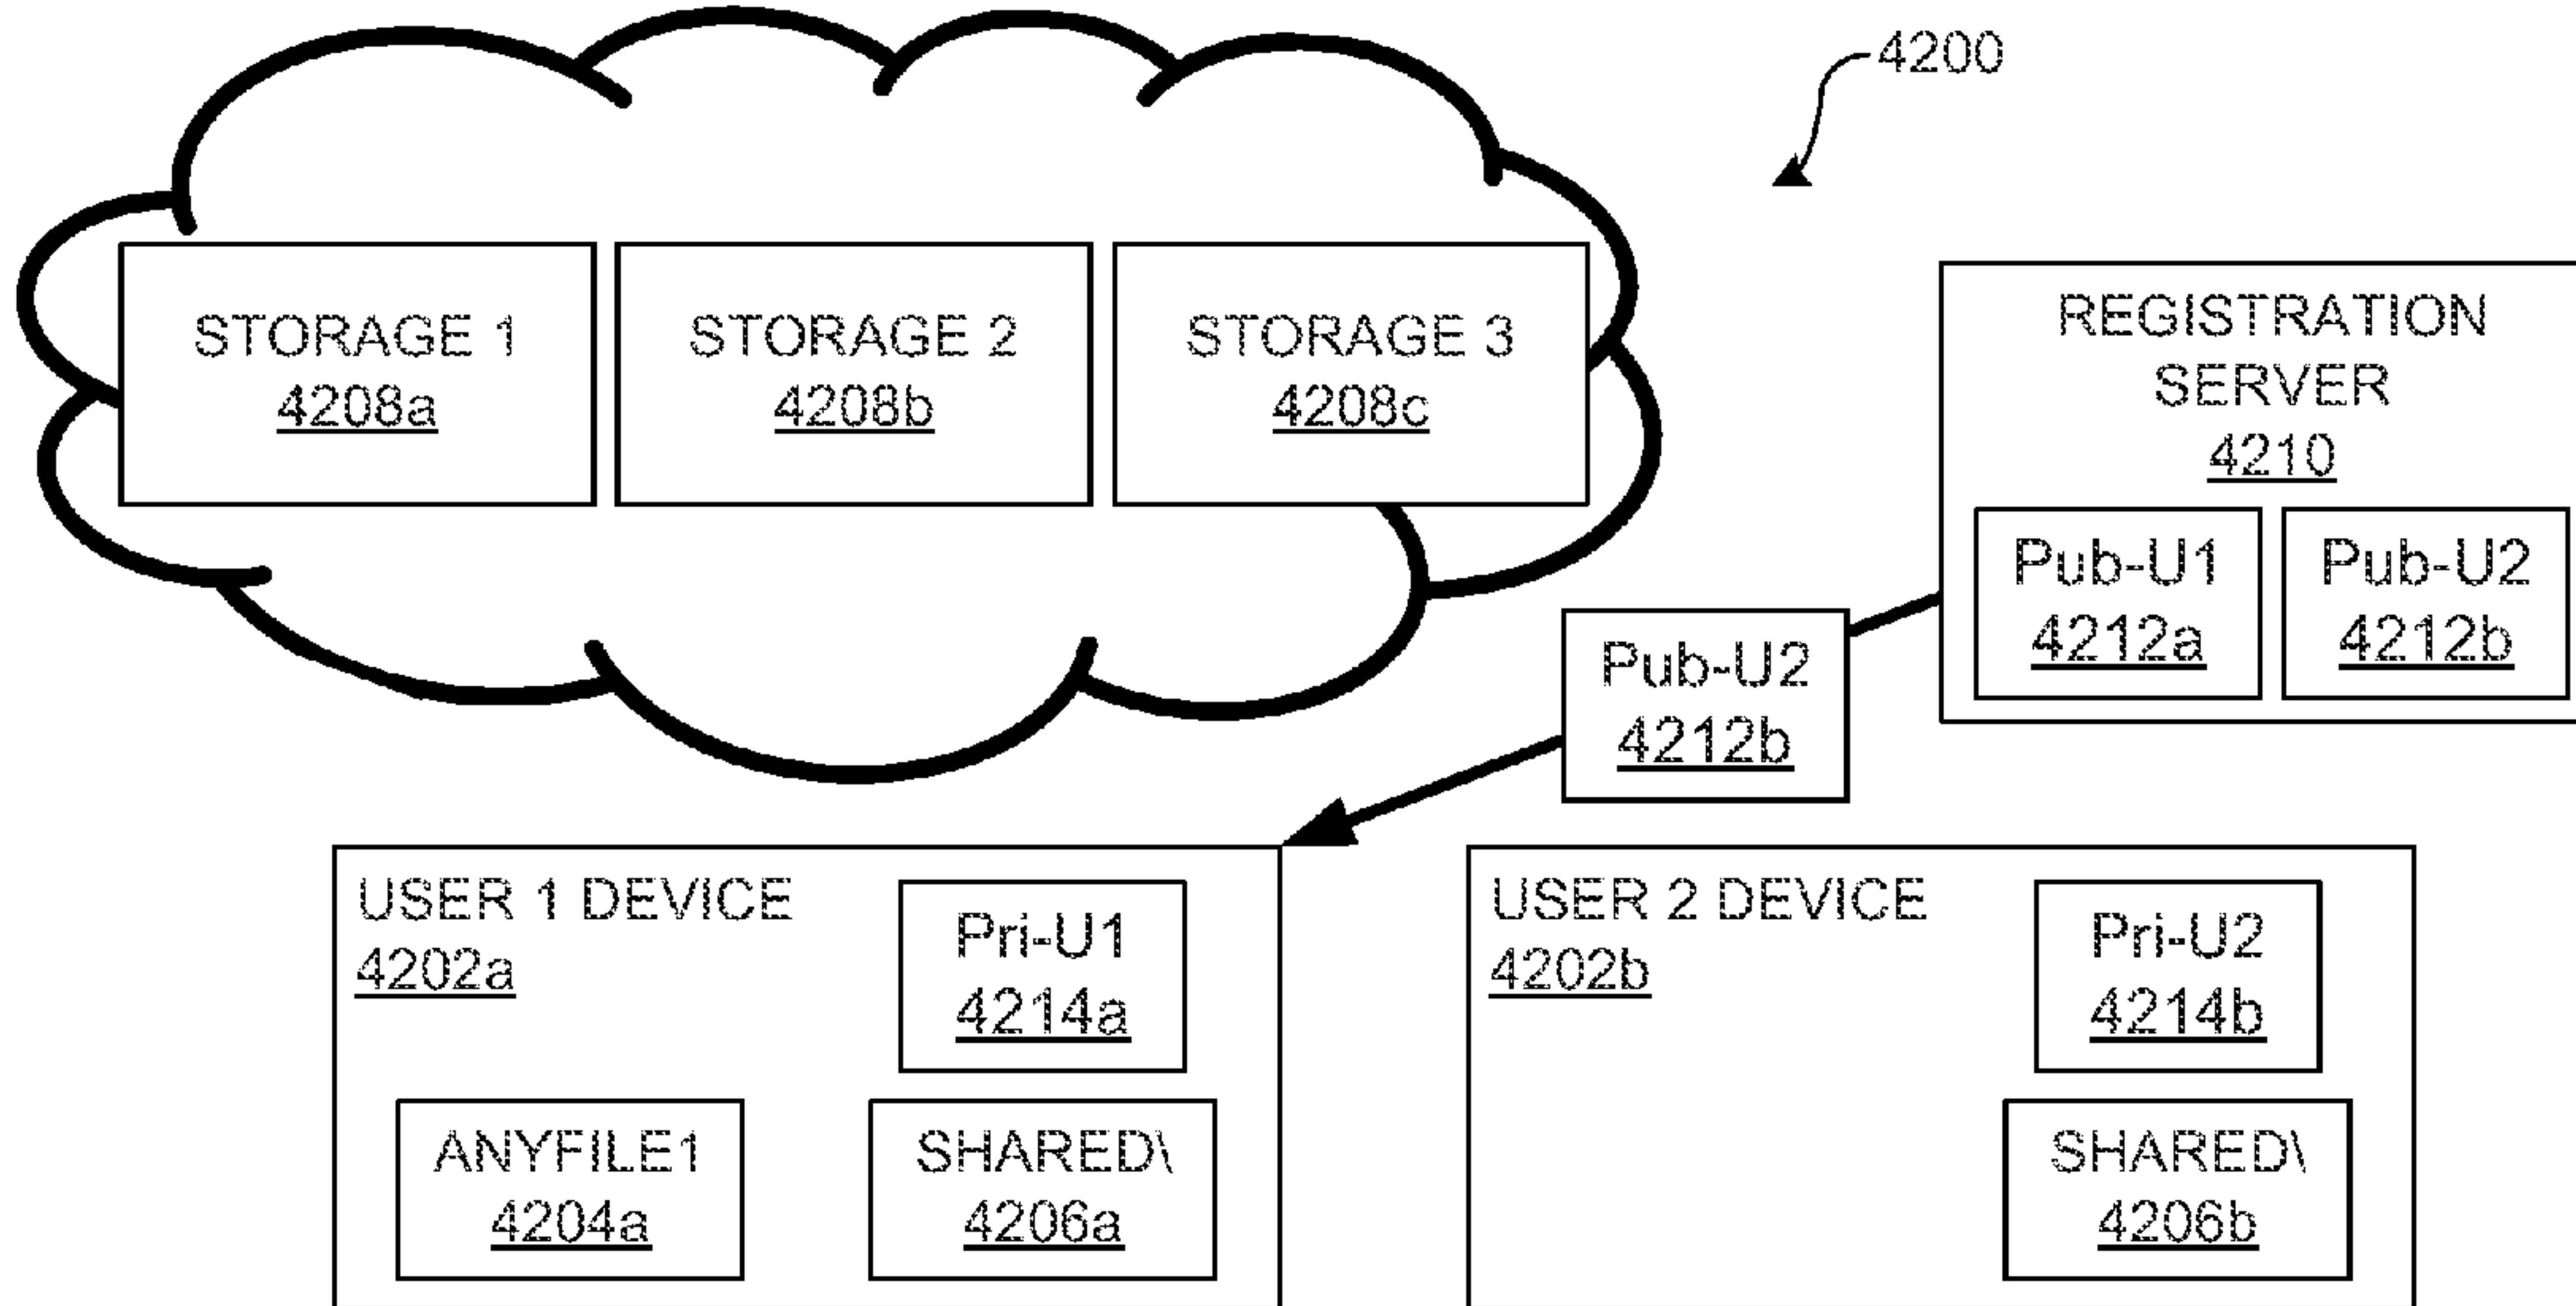 4200
STORAGE 1
4208a
STORAGE 2
4208b
STORAGE 3
4208c
REGISTRATION
SERVER
4210
Pub-U1
4212a
Pub-U2
4212b
Pub-U2
4212b
USER 1 DEVICE
4202a
Pri-U1
4214a
ANYFILE1
4204a
SHARED\
4206a
USER 2 DEVICE
4202b
Pri-U2
4214b
SHARED\
4206b